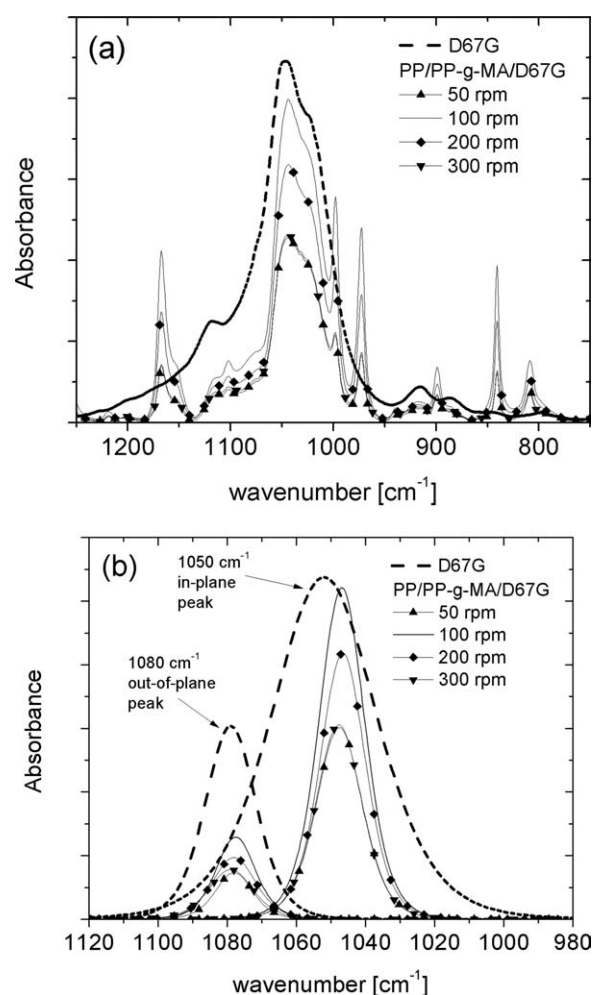 (a)
D67G
PP/PP-g-MA/D67G
50 rpm
100 rpm
200 rpm
300 rpm
Absorbance
1200 1100 1000 900 800
wavenumber [cm⁻¹]
(b)
1050 cm⁻¹
in-plane
peak
1080 cm⁻¹
out-of-plane
peak
D67G
PP/PP-g-MA/D67G
50 rpm
100 rpm
200 rpm
300 rpm
Absorbance
1120 1100 1080 1060 1040 1020 1000 980
wavenumber [cm⁻¹]